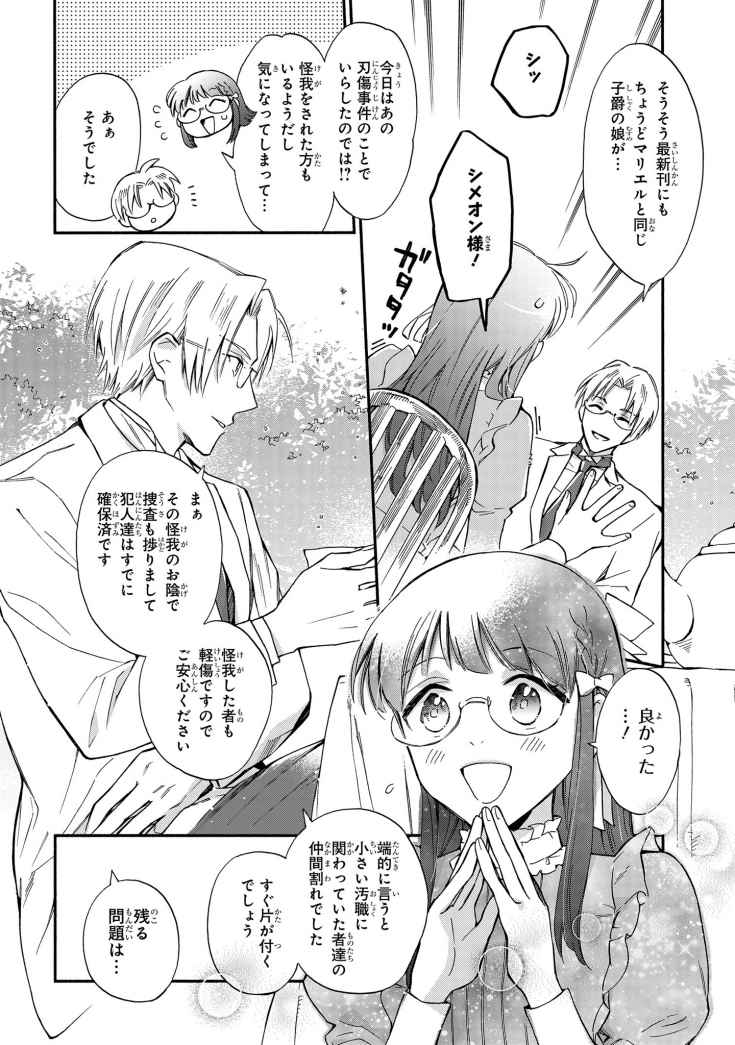 そうそう最新刊にも
ちょうどマリエルと同じ
子爵の娘が…
シッ
シメオン様!
ガタタッ
今日はあの
刃傷事件のことで
いらしたのでは!?
怪我をされた方も
いるようだし
気になってしまって…
あぁ
そうでした
まぁ
その怪我のお陰で
捜査も捗りまして
犯人達はすでに
確保済です
怪我した者も
軽傷ですので
ご安心ください
良かった
…!
端的に言うと
小さい汚職に
関わっていた者達の
仲間割れでした
すぐ片が付く
でしょう
残る
問題は…